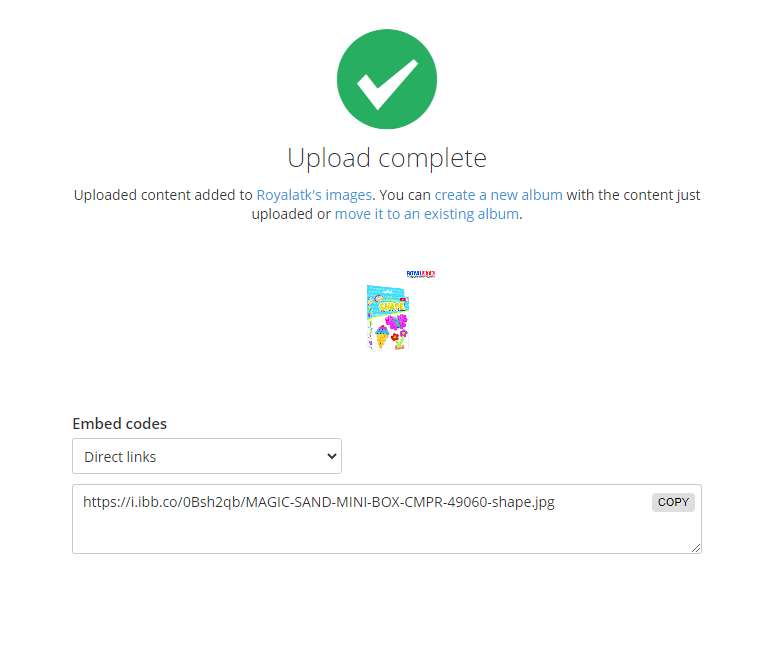 Upload complete
Uploaded content added to Royalatk's images. You can create a new album with the content just
uploaded or move it to an existing album.
SHAPE
Embed codes
Direct links
https://i.ibb.co/0Bsh2qb/MAGIC-SAND-MINI-BOX-CMPR-49060-shape.jpg
COPY